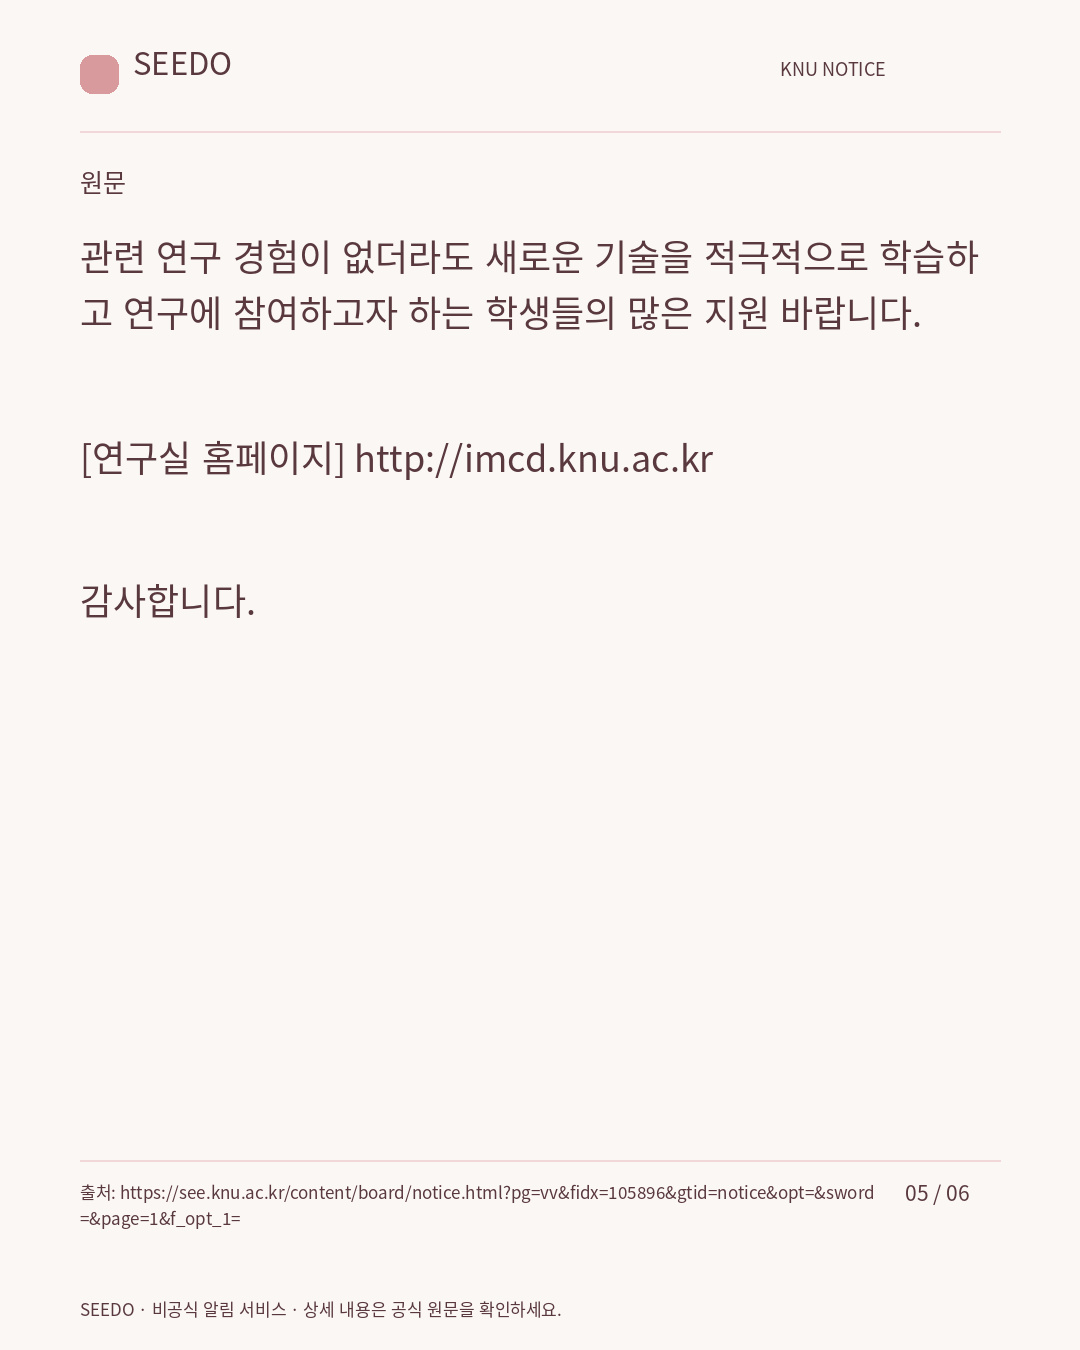 SEEDO
KNU NOTICE
원문
관련 연구 경험이 없더라도 새로운 기술을 적극적으로 학습하
고 연구에 참여하고자 하는 학생들의 많은 지원 바랍니다.
[연구실 홈페이지] http://imcd.knu.ac.kr
감사합니다.
출처: https://see.knu.ac.kr/content/board/notice.html?pg=vv&fidx=105896&gtid=notice&opt=&sword
=&page=1&f_opt_1=
05 / 06
SEEDO · 비공식 알림 서비스 · 상세 내용은 공식 원문을 확인하세요.